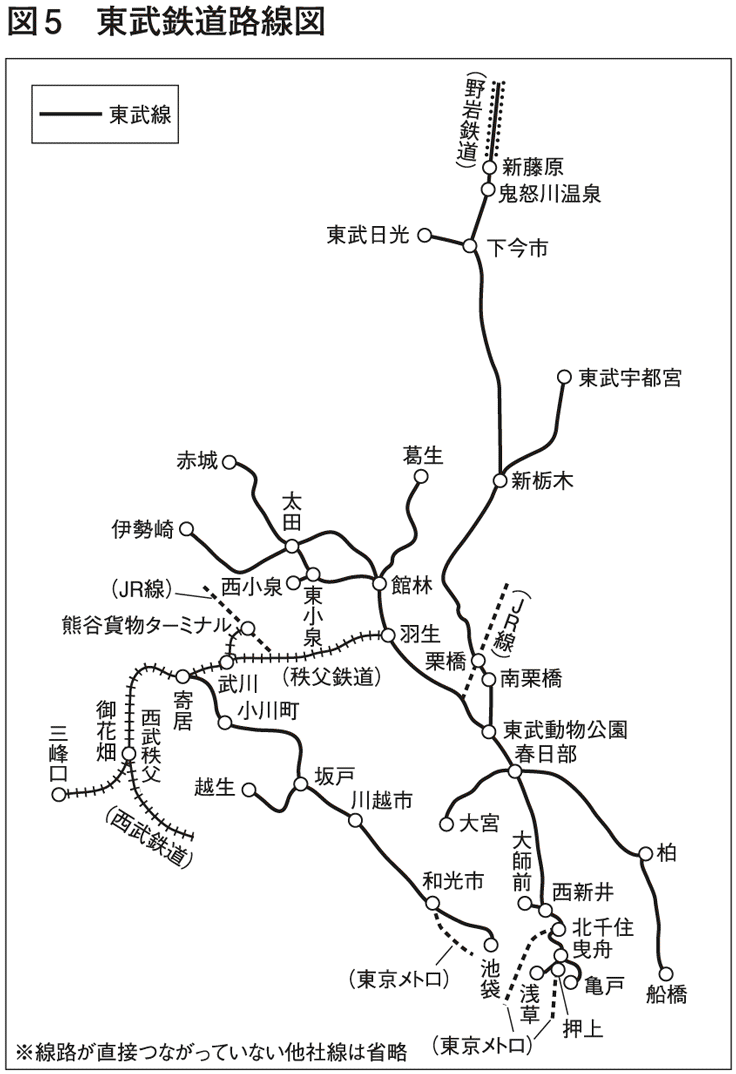 図5 東武鉄道路線図
東武線
(野岩鉄道)
新藤原
鬼怒川温泉
東武日光
下今市
東武宇都宮
赤城
葛生
新栃木
太田
伊勢崎
(JR線)
西小泉
東小泉
館林
(JR線)
熊谷貨物ターミナル
羽生
栗橋
武川
(秩父鉄道)
南栗橋
寄居
小川町
御花畑
西武秩父
東武動物公園
三峰口
春日部
越生
坂戸
川越市
大宮
(西武鉄道)
大師前
柏
和光市
西新井
北千住
曳舟
(東京メトロ)
池袋
浅草
亀戸
船橋
押上
(東京メトロ)
※線路が直接つながっていない他社線は省略